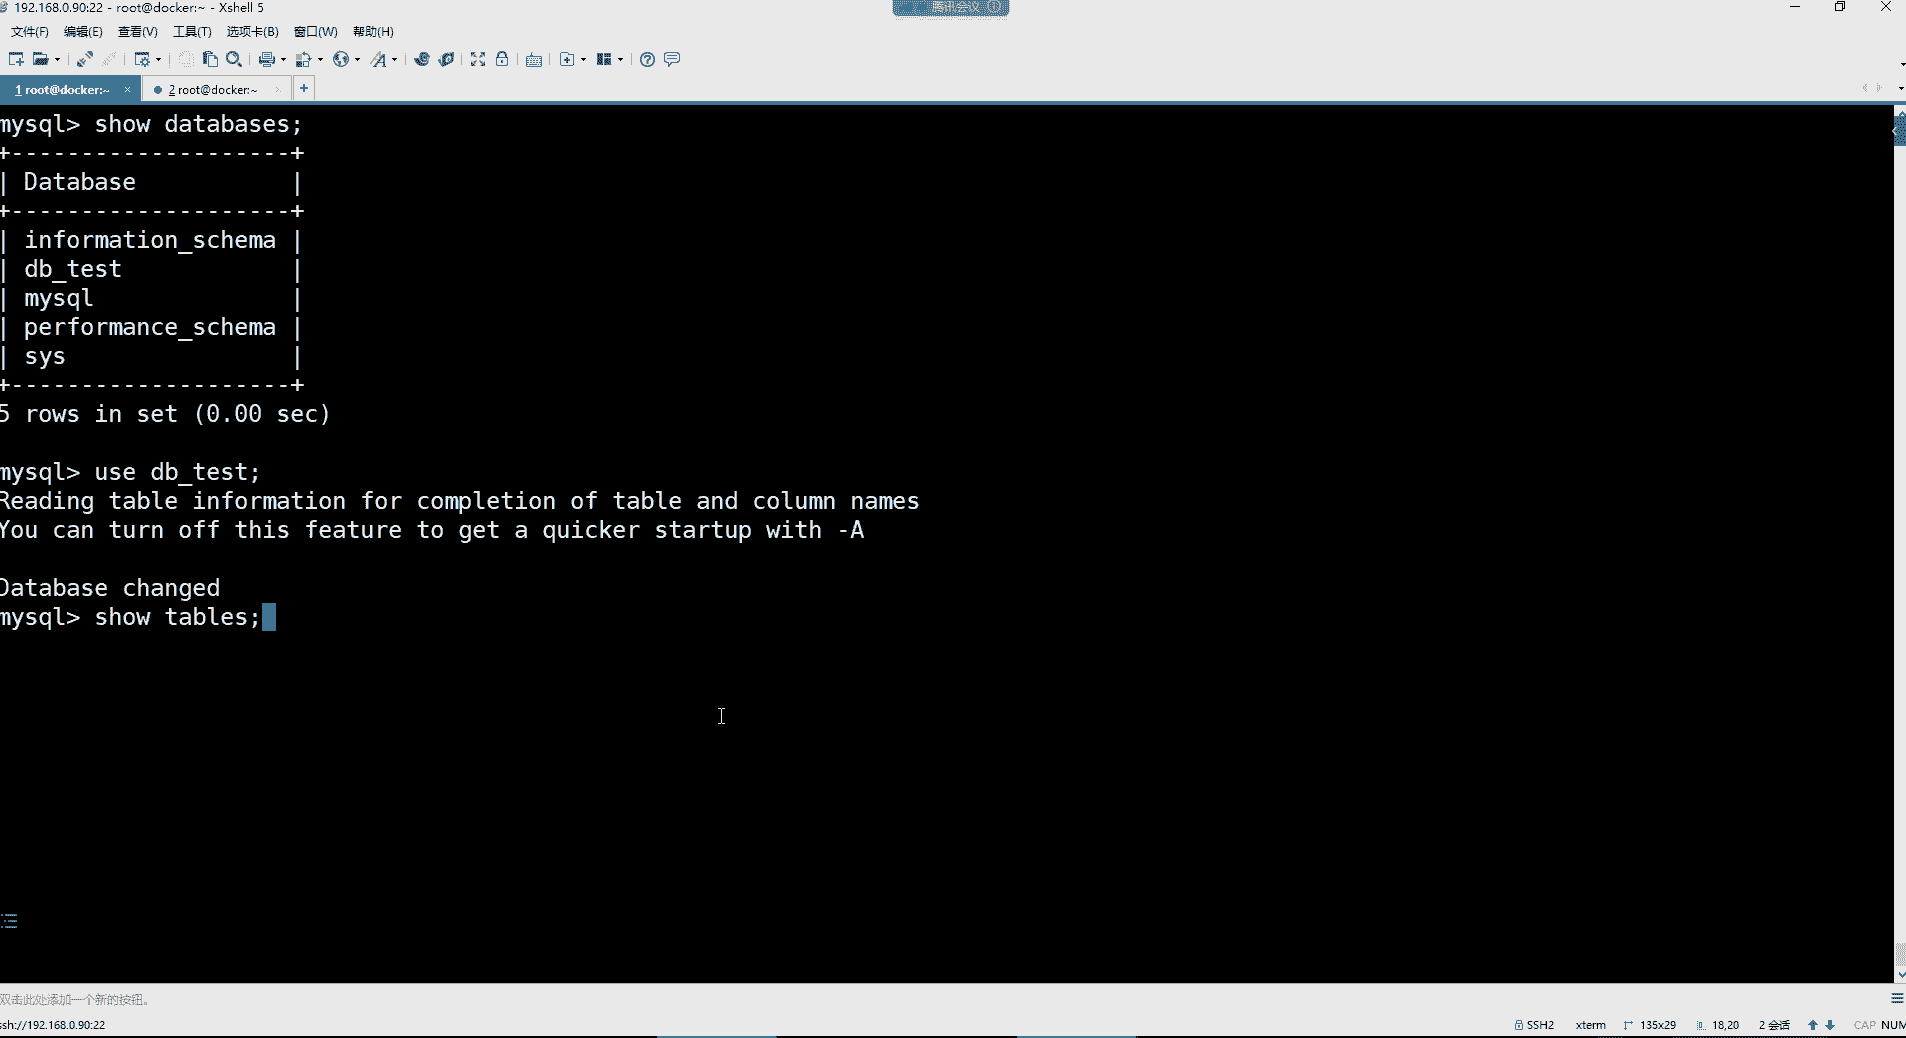 192.168.0.90:22 - root@docker:~ - Xshell 5
腾讯会议
文件(F) 编辑(E) 查看(V) 工具(T) 选项卡(B) 窗口(W) 帮助(H)
1 root@docker:~ × 2 root@docker:~ × +
mysql> show databases;
+--------------------+
| Database           |
+--------------------+
| information_schema |
| db_test            |
| mysql              |
| performance_schema |
| sys                |
+--------------------+
5 rows in set (0.00 sec)
mysql> use db_test;
Reading table information for completion of table and column names
You can turn off this feature to get a quicker startup with -A
Database changed
mysql> show tables;
双击此处添加一个新的按钮。
ssh://192.168.0.90:22 SSH2 xterm 135x29 18,20 2 会话 CAP NUM